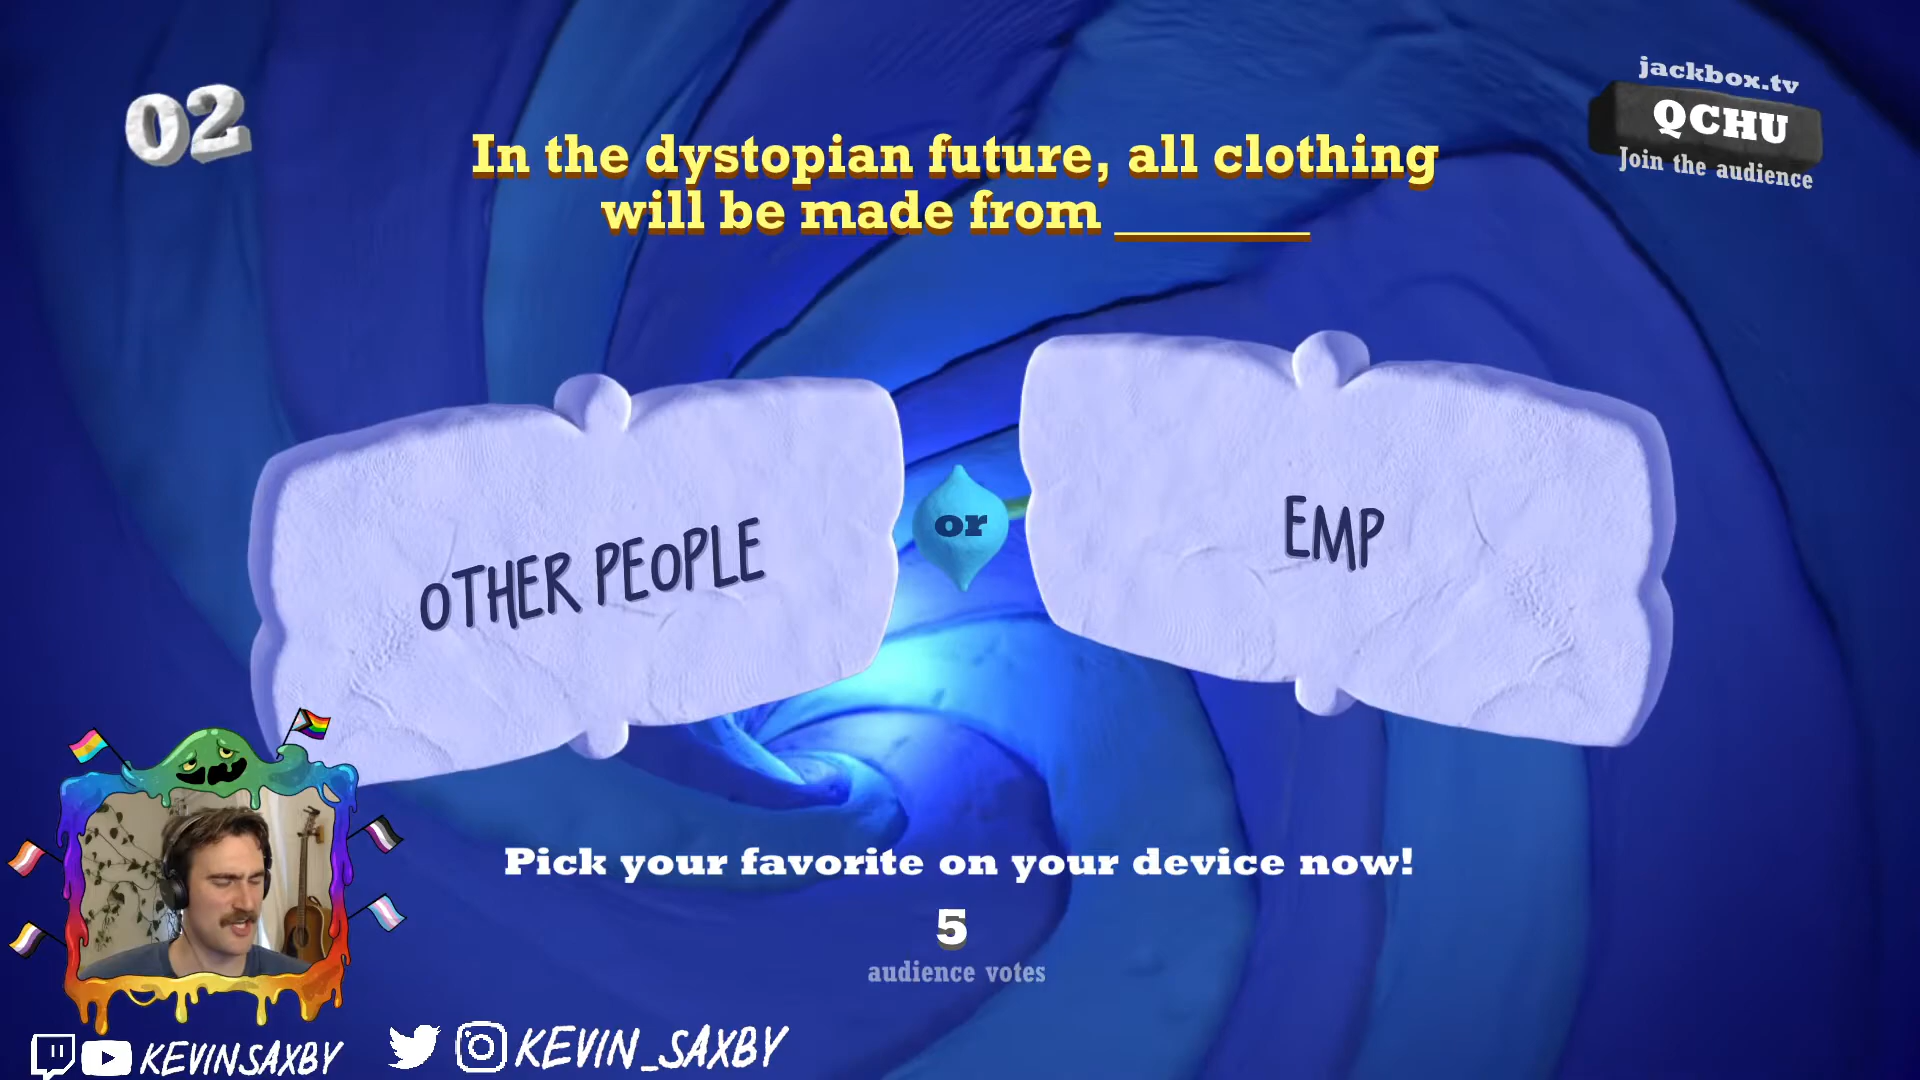 02
jackbox.tv
QCHU
Join the audience
In the dystopian future, all clothing
will be made from ________
OTHER PEOPLE
or
EMP
Pick your favorite on your device now!
5
audience votes
KEVINSAXBY
KEVIN_SAXBY